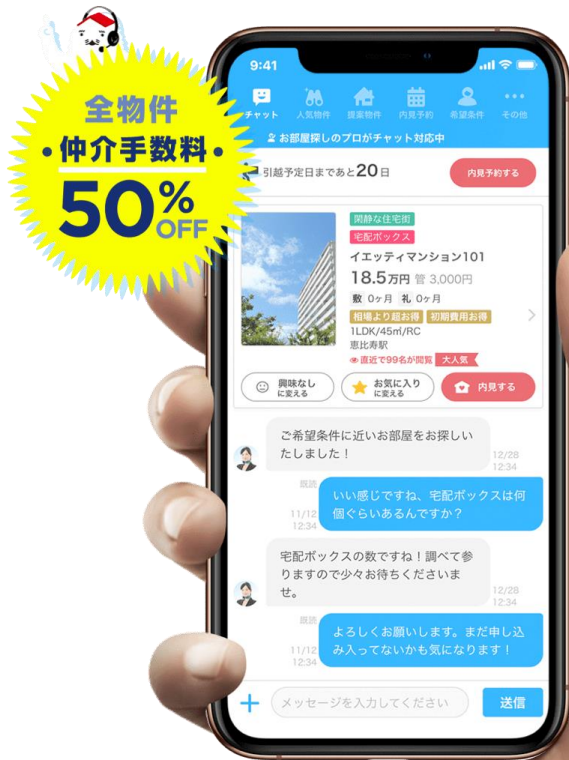 全物件
・仲介手数料・
50%
OFF
9:41
チャット
人気物件
提案物件
内見予約
希望条件
その他
お部屋探しのプロがチャット対応中
引越予定日まであと20日
内見予約する
閑静な住宅街
宅配ボックス
イエッティマンション101
18.5万円 管 3,000円
敷 0ヶ月 礼 0ヶ月
相場より超お得 初期費用お得
1LDK/45㎡/RC
恵比寿駅
直近で99名が閲覧 大人気
興味なし
に変える
お気に入り
に変える
内見する
ご希望条件に近いお部屋をお探しい
たしました！
12/28
12:34
既読
11/12
12:34
いい感じですね、宅配ボックスは何
個ぐらいあるんですか？
宅配ボックスの数ですね！調べて参
りますので少々お待ちくださいま
せ。
12/28
12:34
既読
11/12
12:34
よろしくお願いします。まだ申し込
み入ってないかも気になります！
メッセージを入力してください
送信